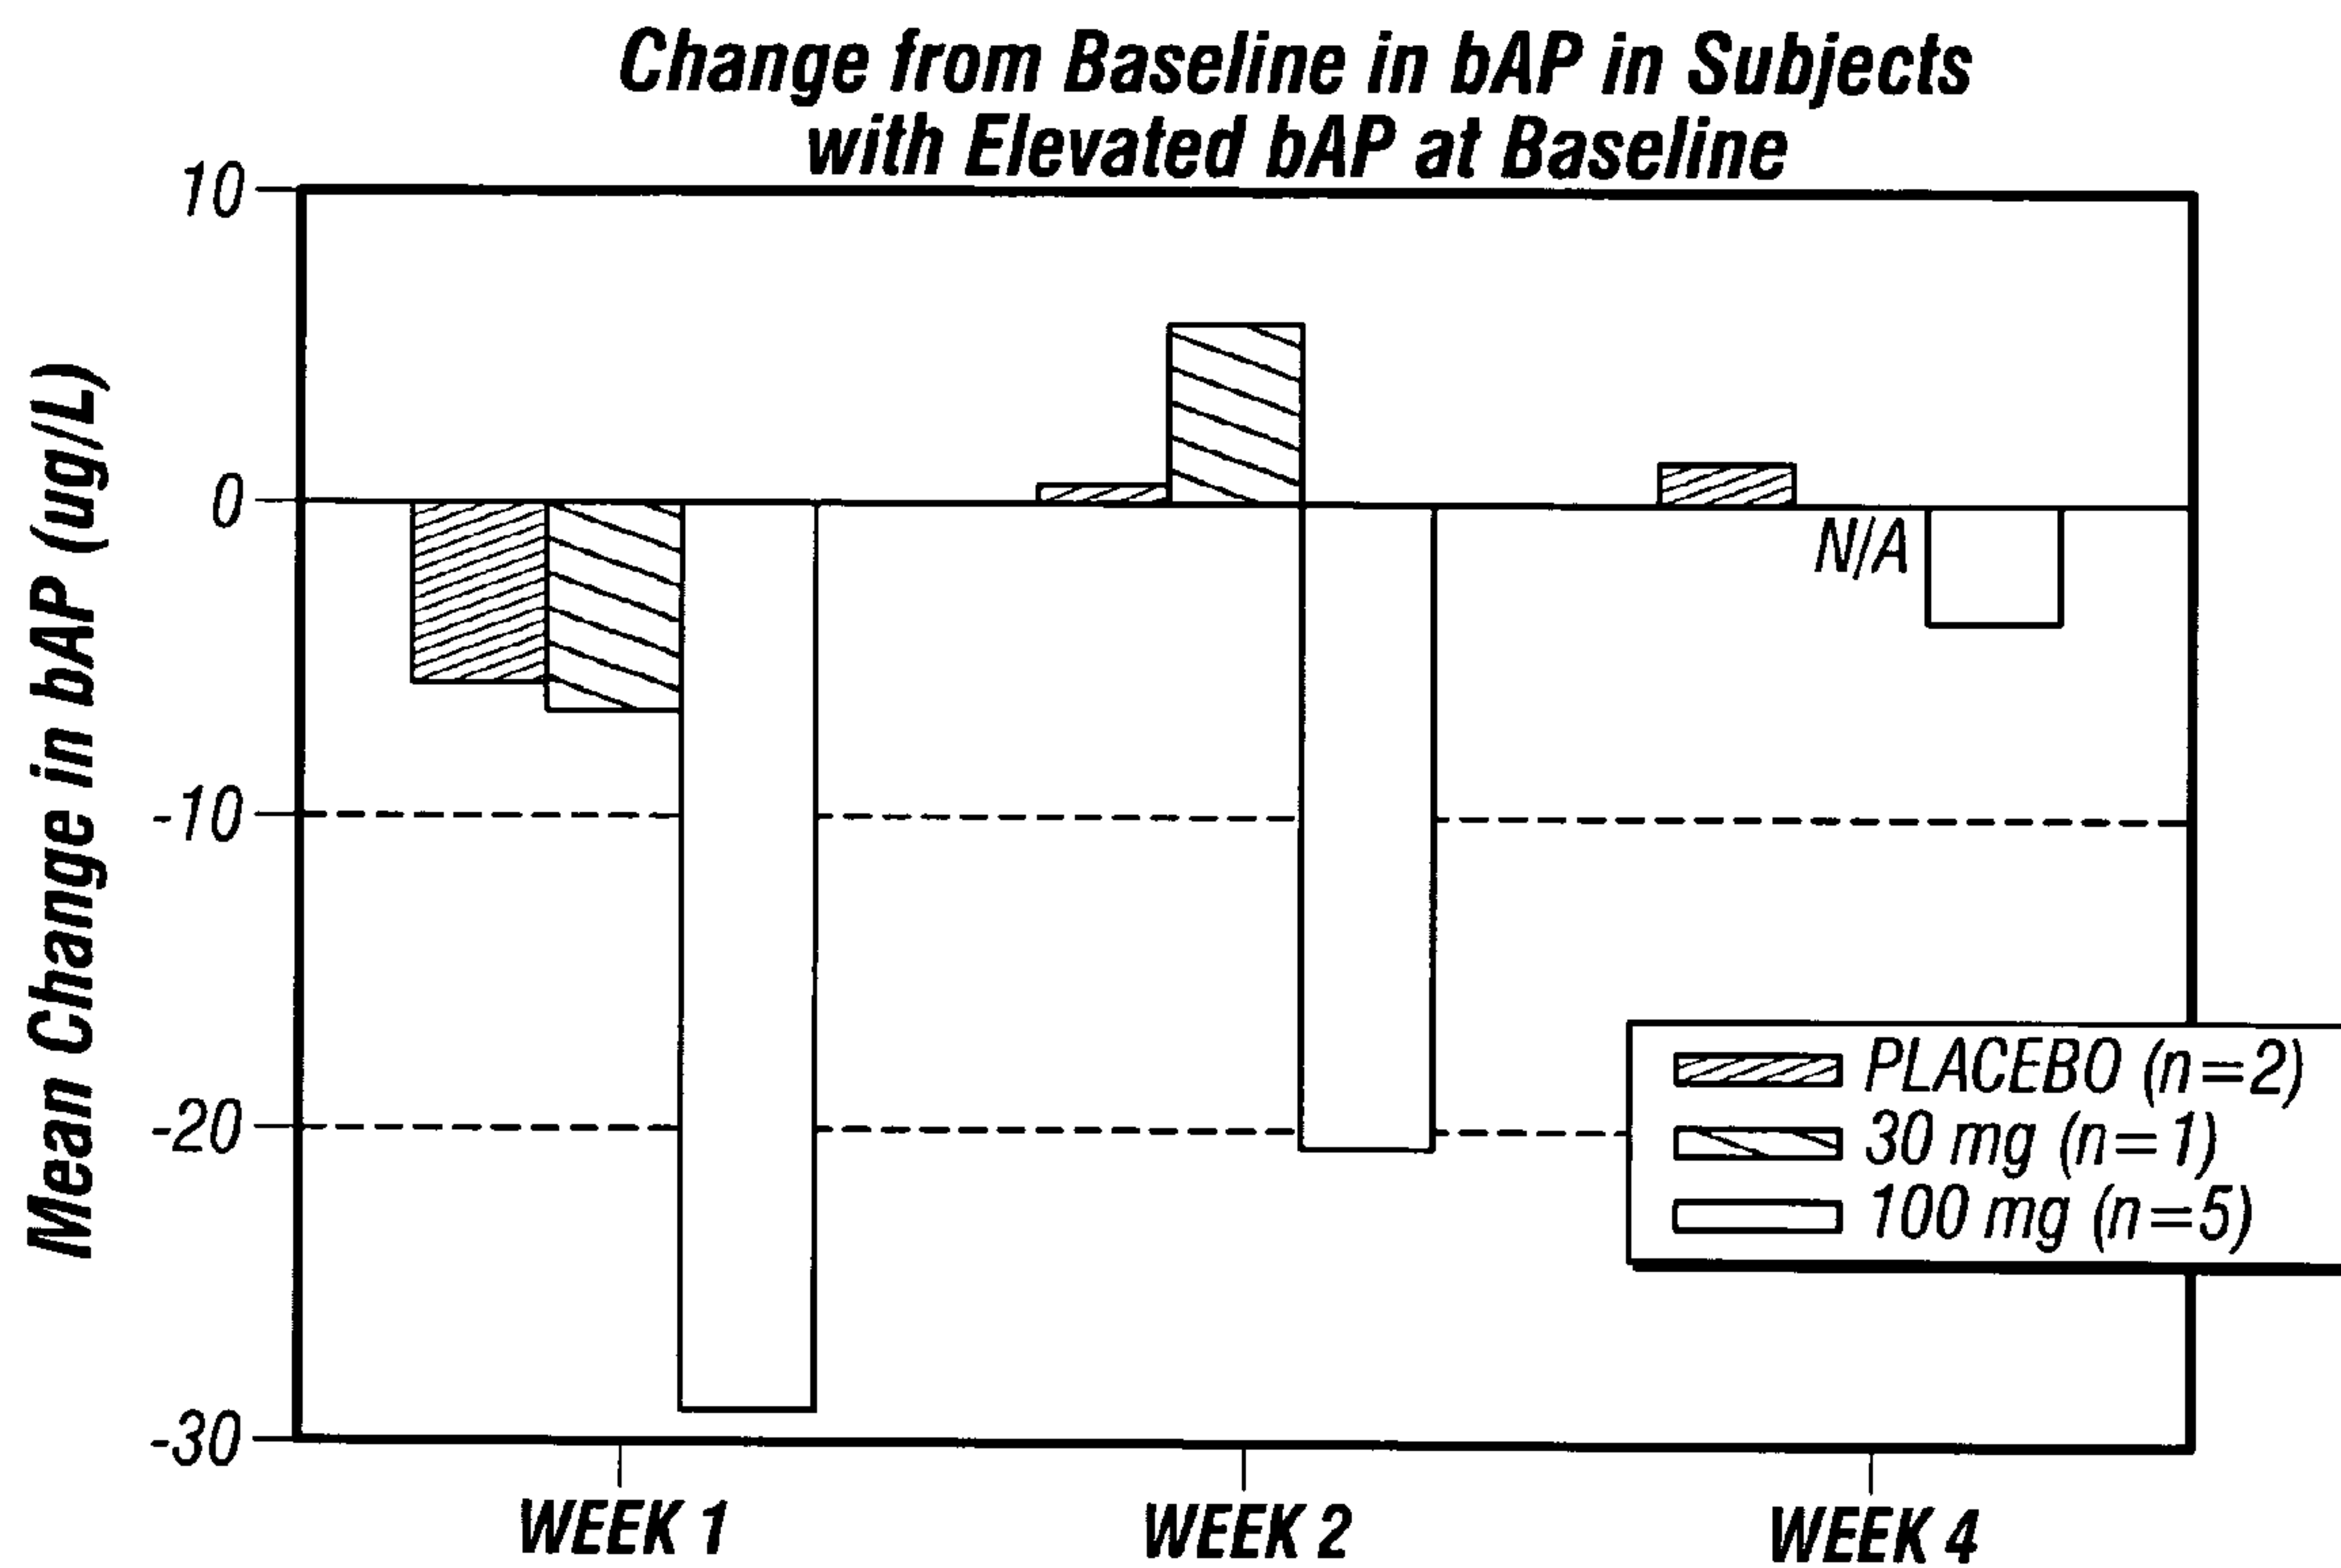 Change from Baseline in bAP in Subjects
with Elevated bAP at Baseline
Mean Change in bAP (ug/L)
10
0
-10
-20
-30
N/A
PLACEBO (n=2)
30 mg (n=1)
100 mg (n=5)
WEEK 1
WEEK 2
WEEK 4